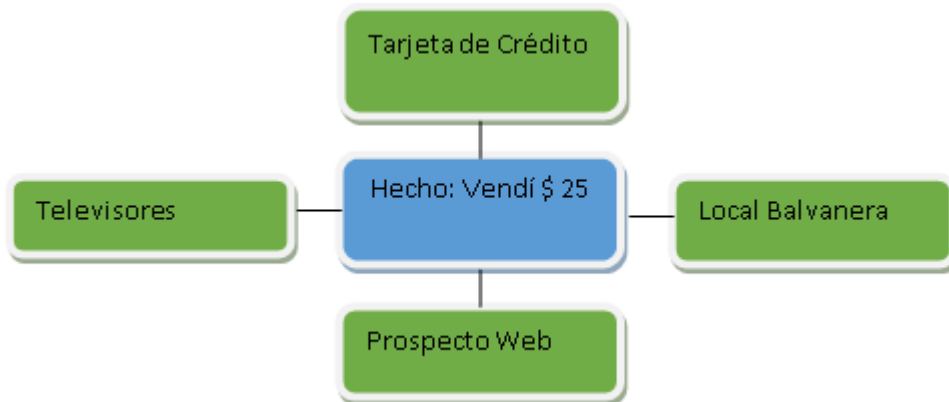 Tarjeta de Crédito
Hecho: Vendí $ 25
Televisores
Local Balvanera
Prospecto Web